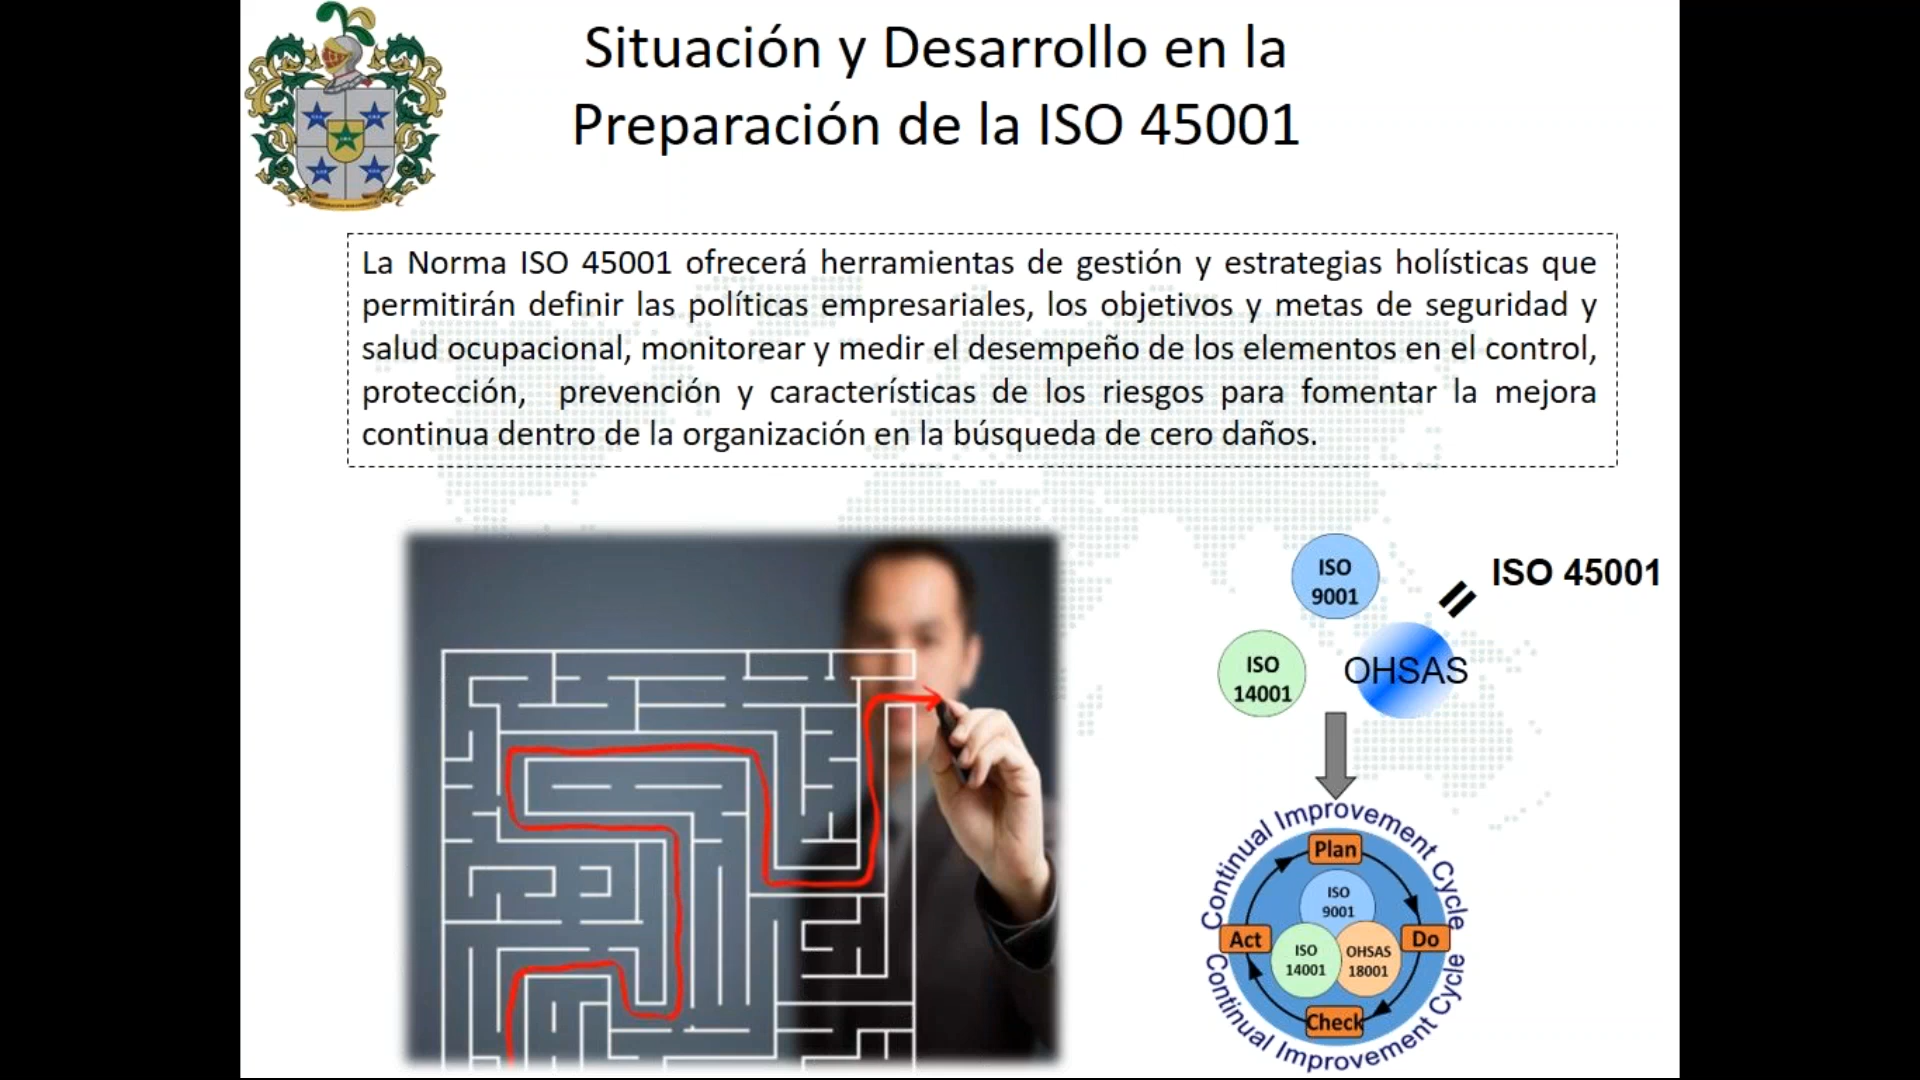 Situación y Desarrollo en la
Preparación de la ISO 45001
La Norma ISO 45001 ofrecerá herramientas de gestión y estrategias holísticas que
permitirán definir las políticas empresariales, los objetivos y metas de seguridad y
salud ocupacional, monitorear y medir el desempeño de los elementos en el control,
protección, prevención y características de los riesgos para fomentar la mejora
continua dentro de la organización en la búsqueda de cero daños.
ISO
9001
ISO 45001
ISO
14001
OHSAS
Continual Improvement Cycle
Plan
ISO
9001
Act
Do
ISO
14001
OHSAS
18001
Check
Continual Improvement Cycle